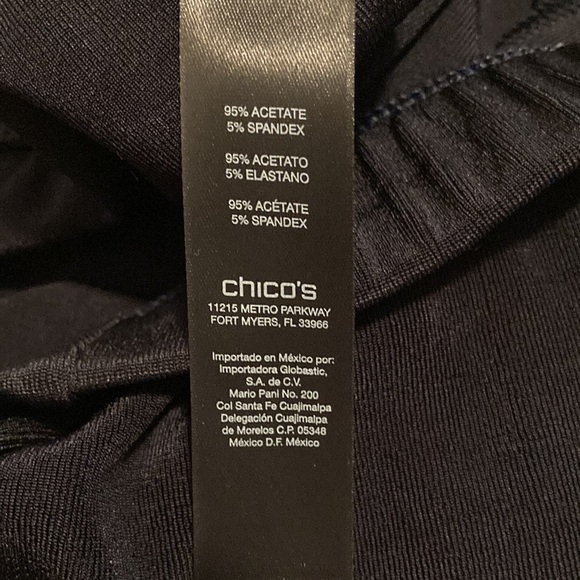 95% ACETATE
5% SPANDEX
95% ACETATO
5% ELASTANO
95% ACÉTATE
5% SPANDEX
chico's
11215 METRO PARKWAY
FORT MYERS, FL 33966
Importado en México por:
Importadora Globastic,
S.A. de C.V.
Mario Pani No. 200
Col Santa Fe Cuajimalpa
Delegación Cuajimalpa
de Morelos C.P. 05348
México D.F. México